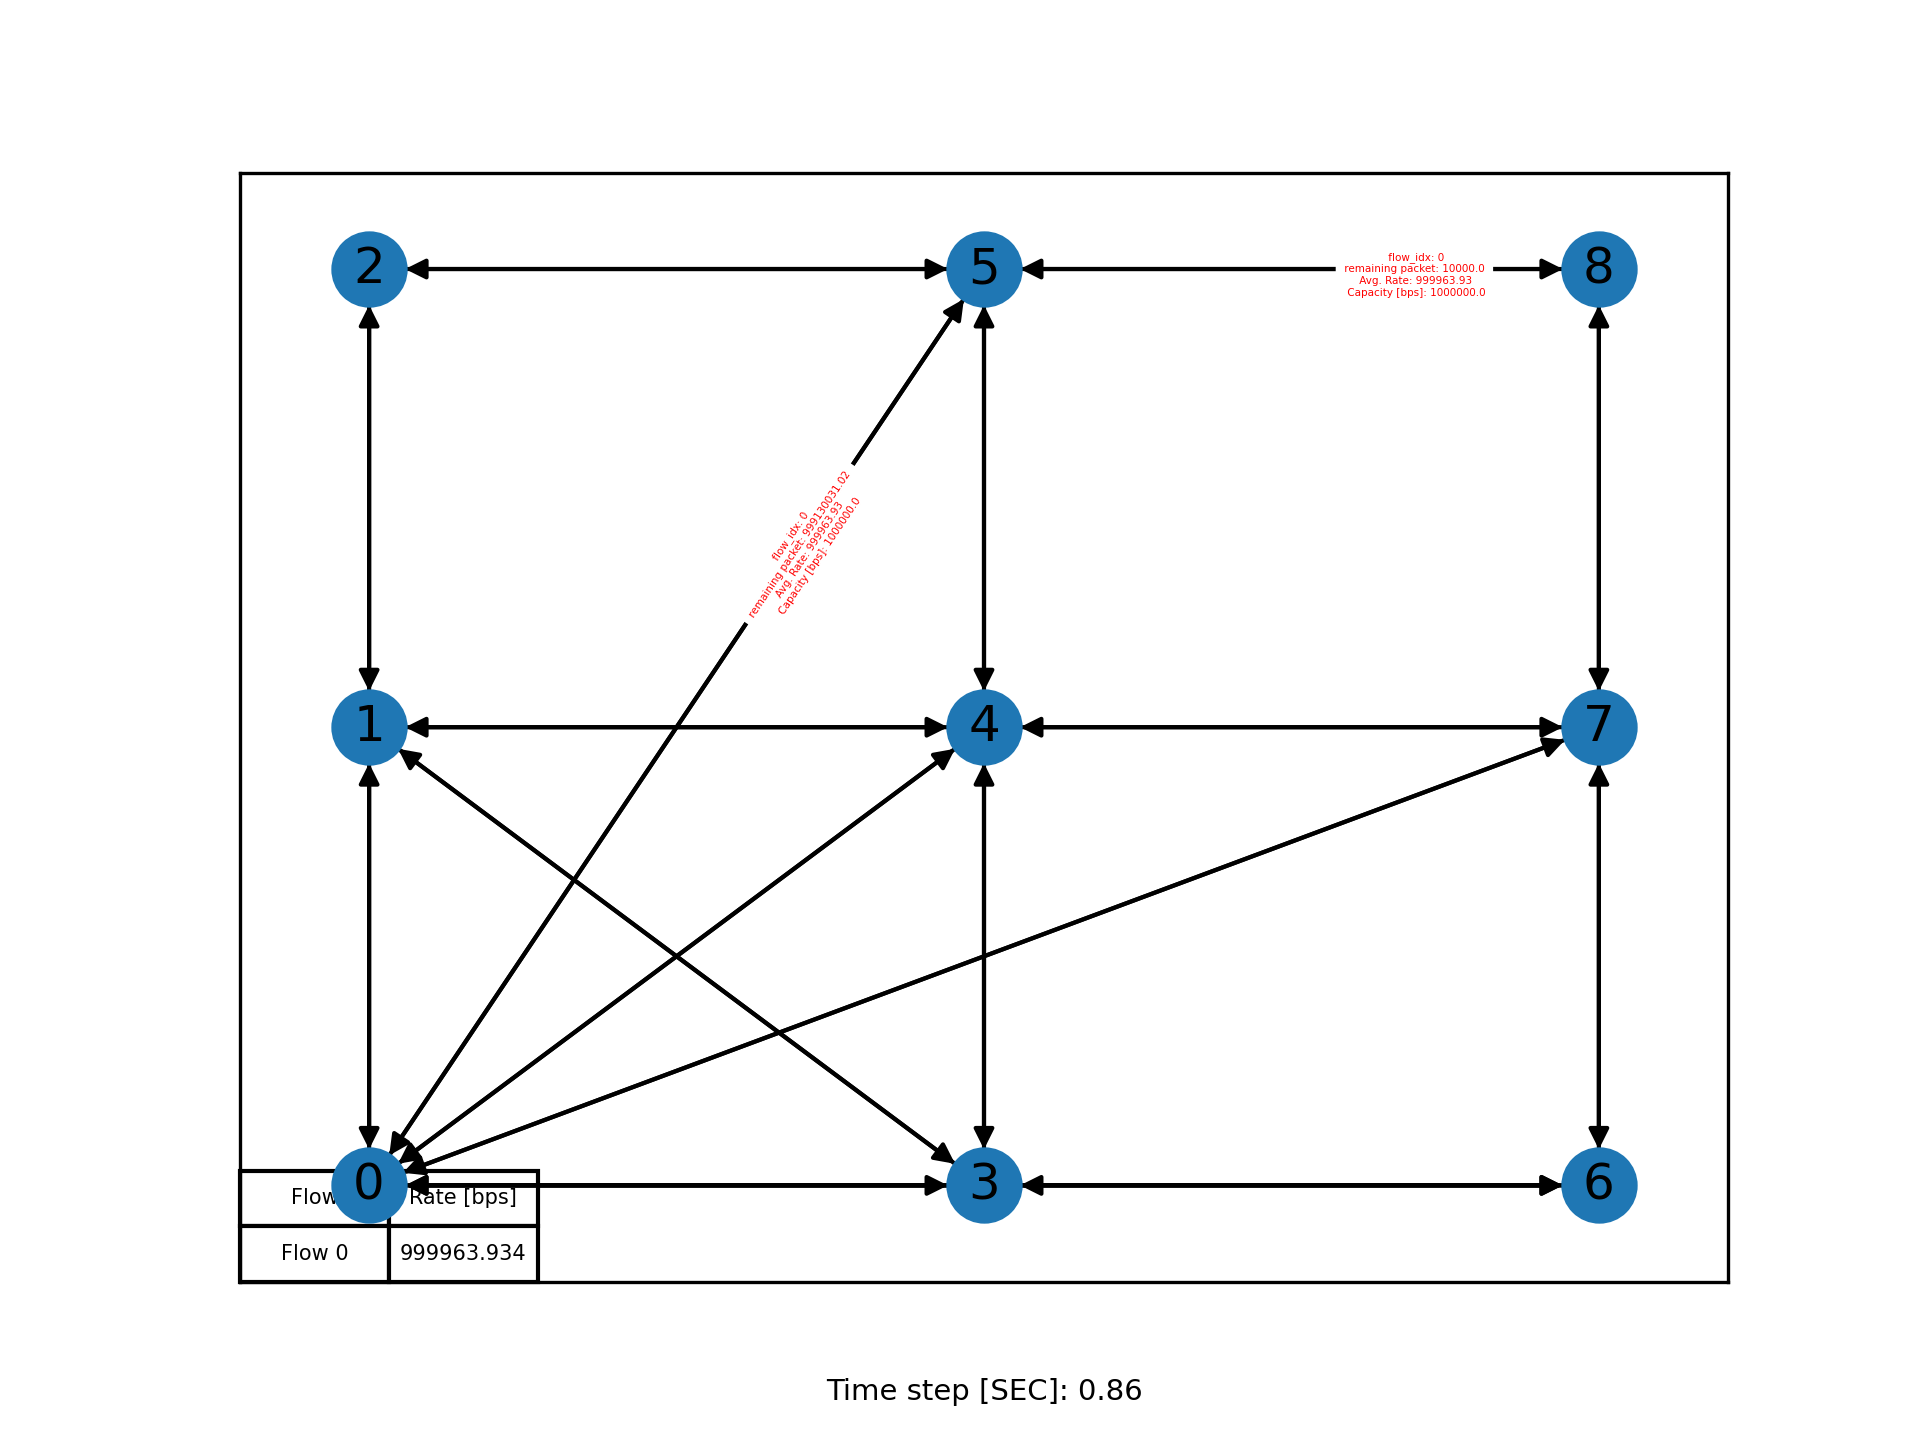 2
5
8
flow_idx: 0
remaining packet: 10000.0
Avg. Rate: 999963.93
Capacity [bps]: 1000000.0
flow_idx: 0
remaining packet: 999130031.02
Avg. Rate: 999963.93
Capacity [bps]: 1000000.0
1
4
7
0
3
6
Flow Rate [bps]
Flow 0 999963.934
Time step [SEC]: 0.86